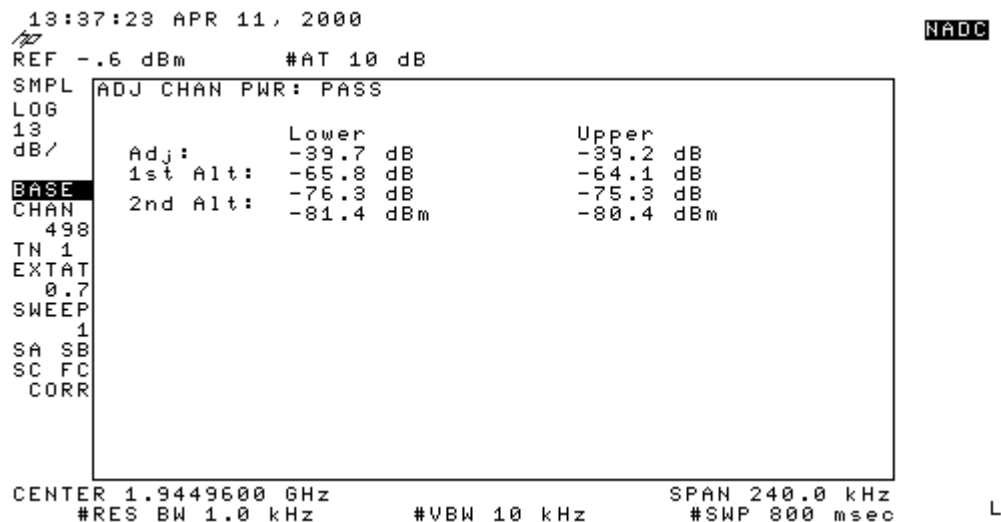 13:37:23 APR 11, 2000
NADC
hp
REF -.6 dBm #AT 10 dB
SMPL
LOG
13
dB/
BASE
CHAN
498
TN 1
EXTAT
0.7
SWEEP
1
SA SB
SC FC
CORR
ADJ CHAN PWR: PASS
Lower Upper
Adj: -39.7 dB -39.2 dB
1st Alt: -65.8 dB -64.1 dB
2nd Alt: -76.3 dB -75.3 dB
-81.4 dBm -80.4 dBm
CENTER 1.9449600 GHz SPAN 240.0 kHz
#RES BW 1.0 kHz #VBW 10 kHz #SWP 800 msec
L